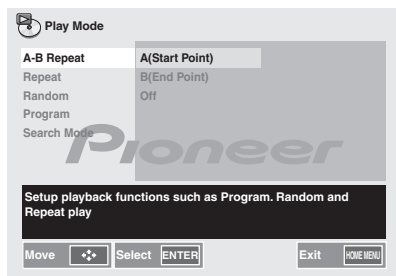 Play Mode
A-B Repeat A(Start Point)
Repeat B(End Point)
Random Off
Program
Search Mode
Pioneer
Setup playback functions such as Program. Random and
Repeat play
Move Select ENTER Exit HOME MENU